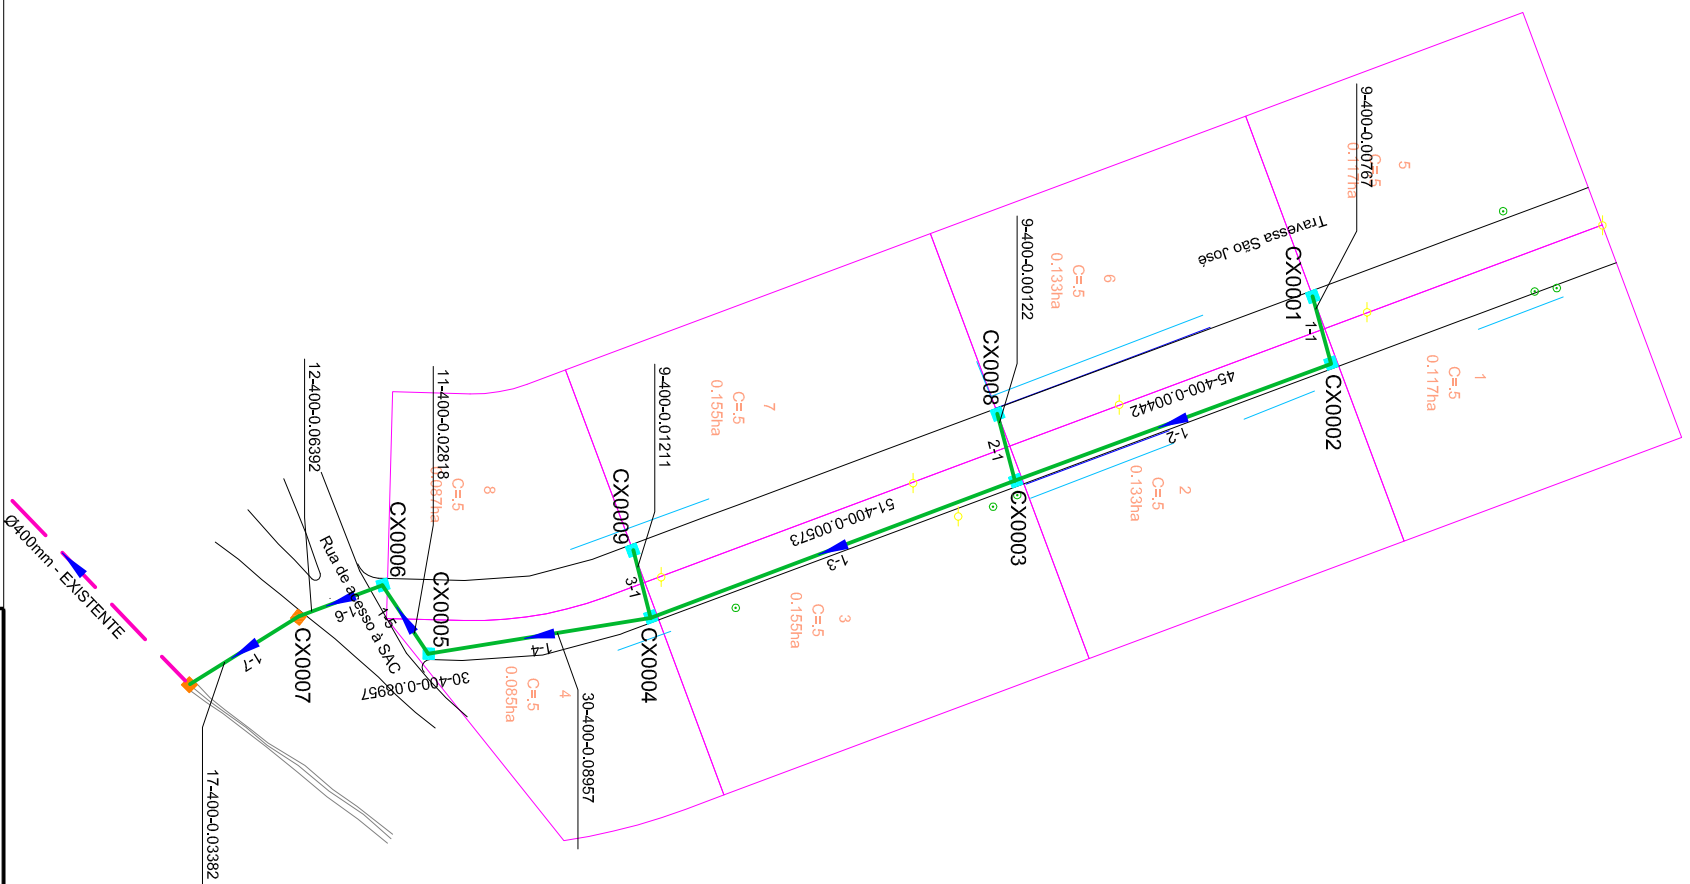 9-400-0.00767
5
C=.5
0.117ha
Travessa São José
CX0001
1-1
CX0002
1
C=.5
0.117ha
9-400-0.00122
6
C=.5
0.133ha
CX0008
2-1
45-400-0.00442
1-2
CX0003
2
C=.5
0.133ha
9-400-0.01211
7
C=.5
0.155ha
CX0009
3-1
51-400-0.00573
1-3
CX0004
3
C=.5
0.155ha
11-400-0.02818
8
C=.5
0.087ha
12-400-0.06392
CX0006
CX0005
Rua de acesso à SAC
1-6
1-4
30-400-0.08957
4
C=.5
0.085ha
30-400-0.08957
CX0007
1-7
17-400-0.03382
Ø400mm - EXISTENTE